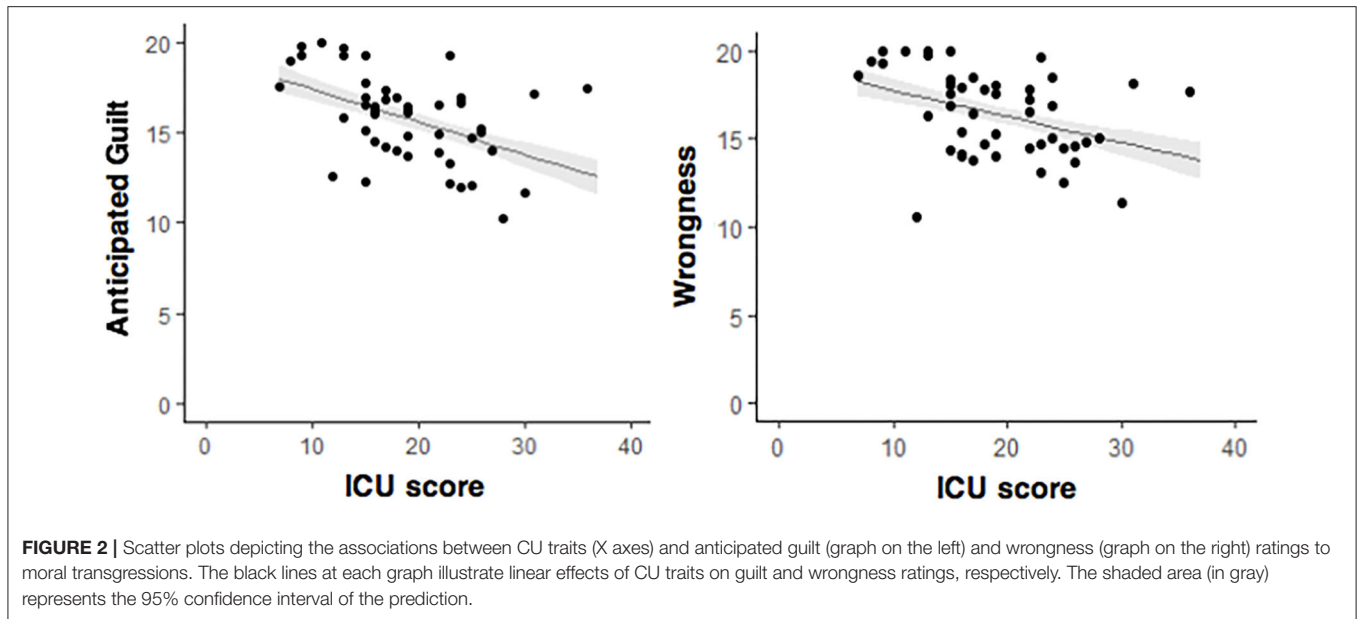 Anticipated Guilt
20
15
10
5
0
0 10 20 30 40
ICU score
Wrongness
20
15
10
5
0
0 10 20 30 40
ICU score
FIGURE 2 | Scatter plots depicting the associations between CU traits (X axes) and anticipated guilt (graph on the left) and wrongness (graph on the right) ratings to
moral transgressions. The black lines at each graph illustrate linear effects of CU traits on guilt and wrongness ratings, respectively. The shaded area (in gray)
represents the 95% confidence interval of the prediction.